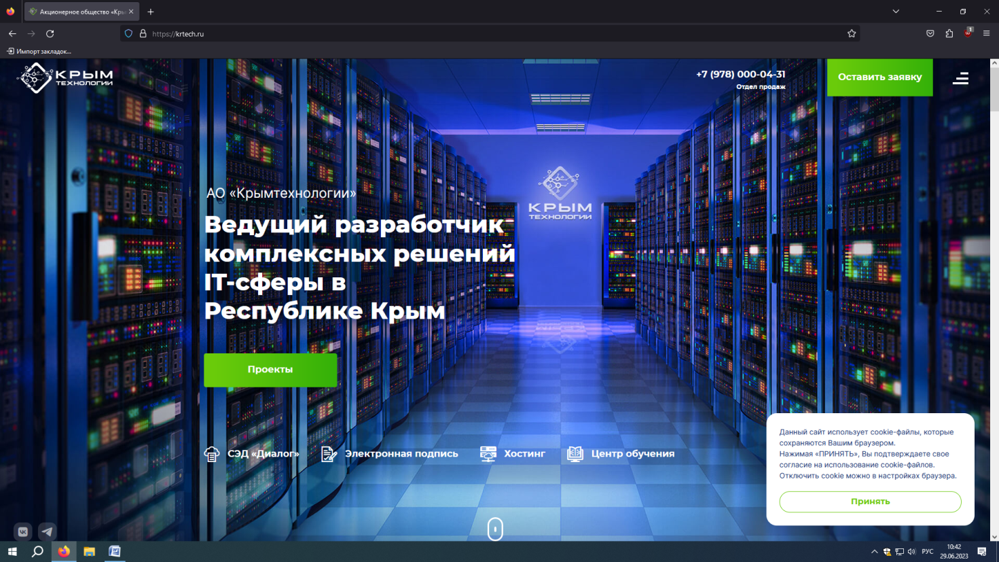 Акционерное общество «Кры
https://krtech.ru
1
Импорт закладок...
КРЫМ
ТЕХНОЛОГИИ
+7 (978) 000-04-31
Отдел продаж
Оставить заявку
КРЫМ
ТЕХНОЛОГИИ
АО «Крымтехнологии»
Ведущий разработчик
комплексных решений
IT-сферы в
Республике Крым
Проекты
СЭД «Диалог»
Электронная подпись
Хостинг
Центр обучения
Данный сайт использует cookie-файлы, которые
сохраняются Вашим браузером.
Нажимая «ПРИНЯТЬ», Вы подтверждаете свое
согласие на использование cookie-файлов.
Отключить cookie можно в настройках браузера.
Принять
РУС
10:42
29.06.2023